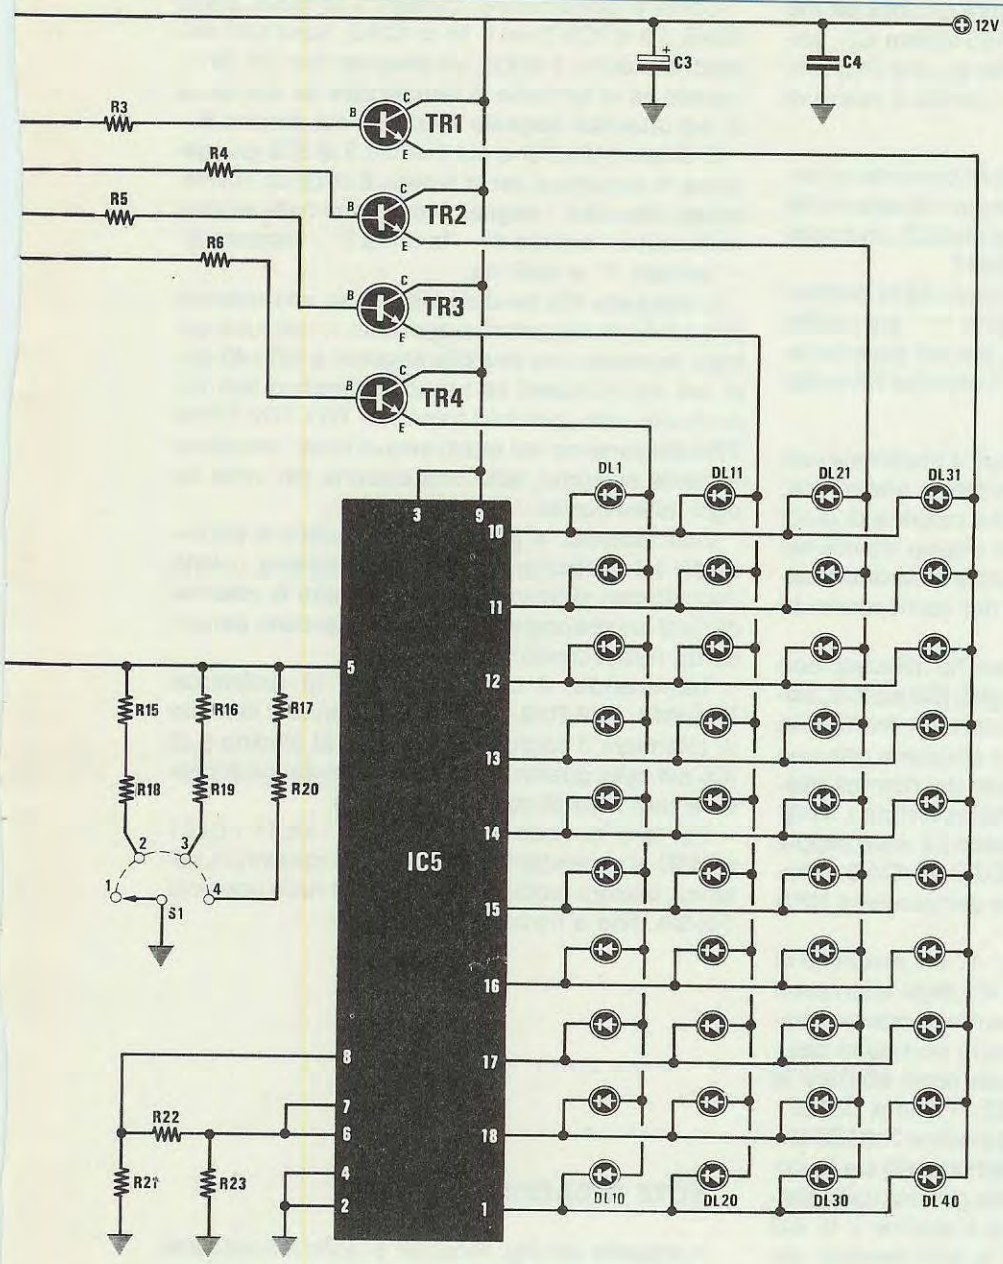 12V
+
C3
C4
R3
B
C
E
TR1
R4
R5
B
C
E
TR2
R6
B
C
E
TR3
B
C
E
TR4
DL1
DL11
DL21
DL31
3
9
10
11
12
5
R15
R16
R17
13
R18
R19
R20
14
2
3
IC5
1
S1
4
15
16
8
17
7
R22
6
18
4
R21
R23
2
1
DL10
DL20
DL30
DL40